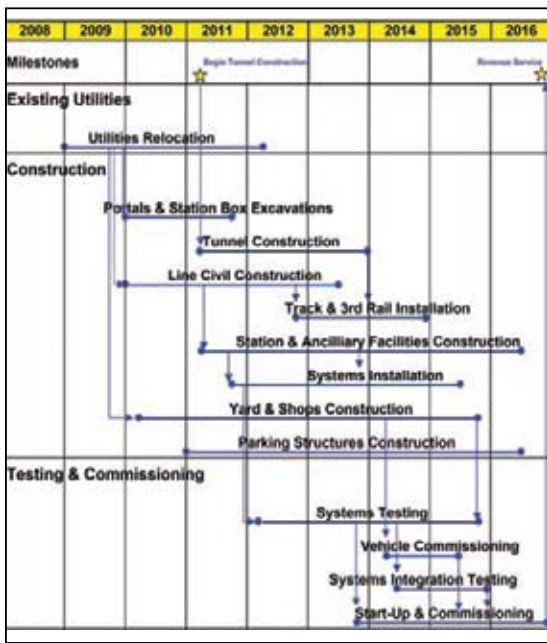 2008 2009 2010 2011 2012 2013 2014 2015 2016
Milestones
Begin Tunnel Construction
Revenue Service
Existing Utilities
Utilities Relocation
Construction
Portals & Station Box Excavations
Tunnel Construction
Line Civil Construction
Track & 3rd Rail Installation
Station & Ancilliary Facilities Construction
Systems Installation
Yard & Shops Construction
Parking Structures Construction
Testing & Commissioning
Systems Testing
Vehicle Commissioning
Systems Integration Testing
Start-Up & Commissioning